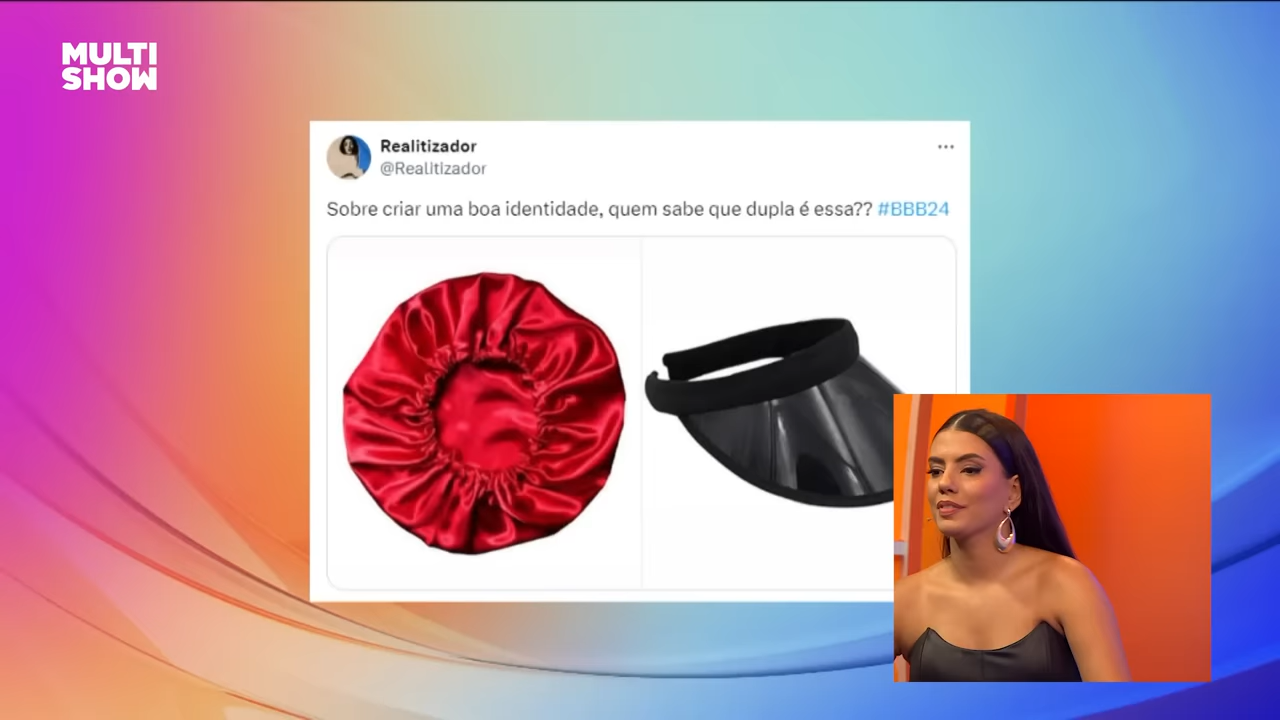 MULTI
SHOW
Realitizador
@Realitizador
Sobre criar uma boa identidade, quem sabe que dupla é essa?? #BBB24